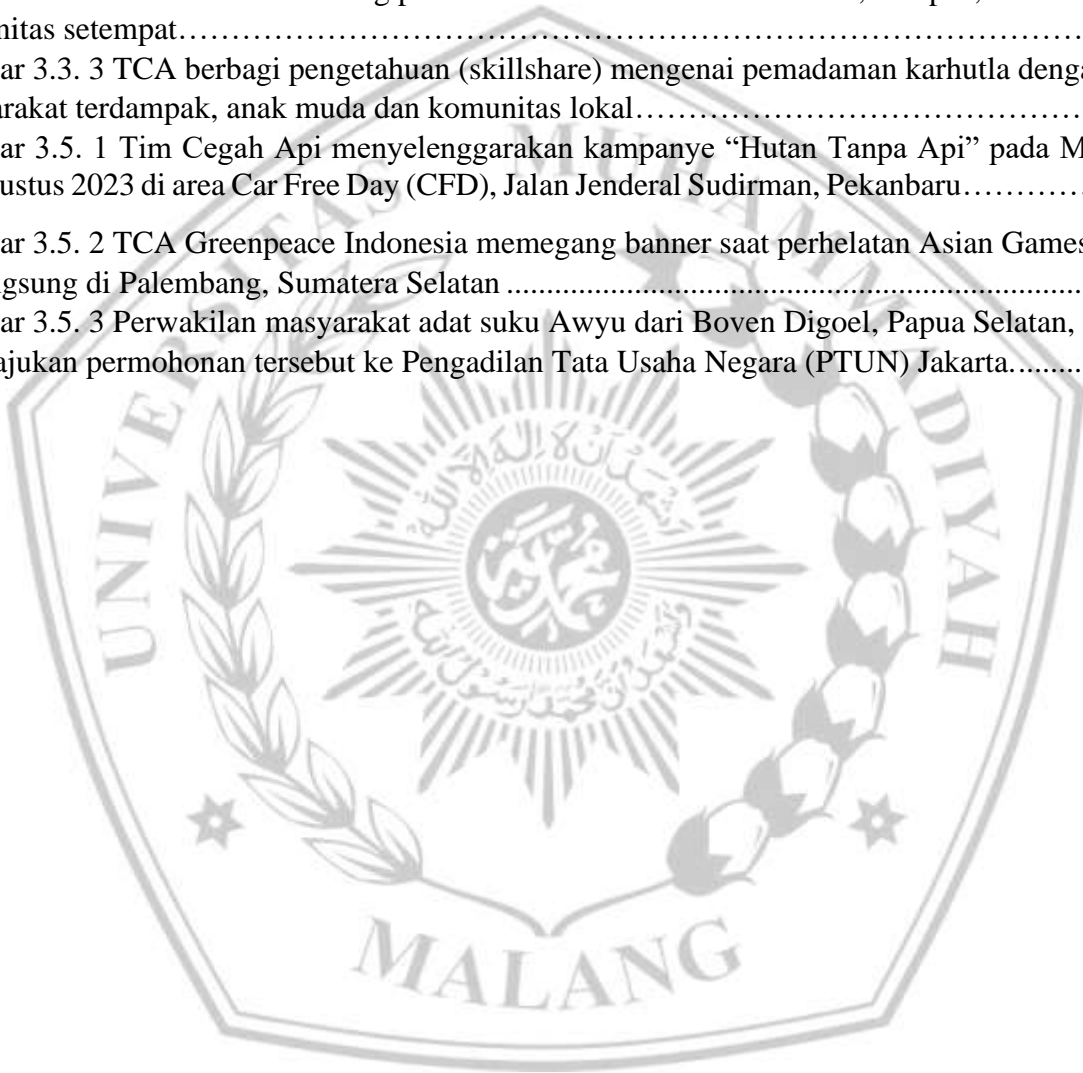 nitas setempat……………………………………………………………………………
ar 3.3. 3 TCA berbagi pengetahuan (skillshare) mengenai pemadaman karhutla denga
arakat terdampak, anak muda dan komunitas lokal……………………………………
ar 3.5. 1 Tim Cegah Api menyelenggarakan kampanye “Hutan Tanpa Api” pada M
ustus 2023 di area Car Free Day (CFD), Jalan Jenderal Sudirman, Pekanbaru…………
ar 3.5. 2 TCA Greenpeace Indonesia memegang banner saat perhelatan Asian Games
gsung di Palembang, Sumatera Selatan ....................................................................
ar 3.5. 3 Perwakilan masyarakat adat suku Awyu dari Boven Digoel, Papua Selatan,
ajukan permohonan tersebut ke Pengadilan Tata Usaha Negara (PTUN) Jakarta...........
UNIVERSITAS MUHAMMADIYAH
MALANG